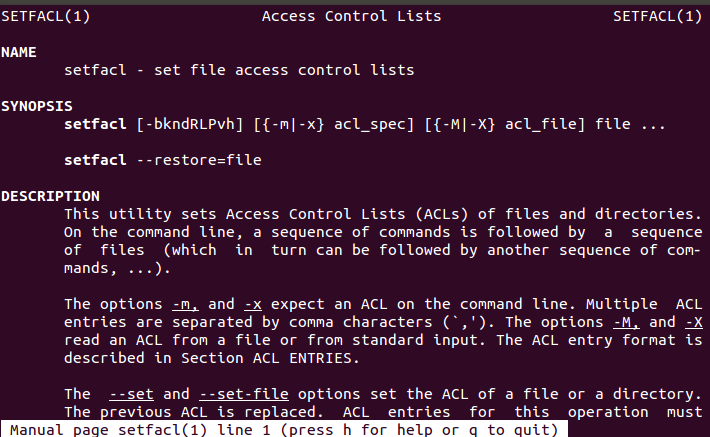 SETFACL(1) Access Control Lists SETFACL(1)
NAME
setfacl - set file access control lists
SYNOPSIS
setfacl [-bkndRLPvh] [{-m|-x} acl_spec] [{-M|-X} acl_file] file ...
setfacl --restore=file
DESCRIPTION
This utility sets Access Control Lists (ACLs) of files and directories.
On the command line, a sequence of commands is followed by a sequence
of files (which in turn can be followed by another sequence of com-
mands, ...).
The options -m, and -x expect an ACL on the command line. Multiple ACL
entries are separated by comma characters (`,'). The options -M, and -X
read an ACL from a file or from standard input. The ACL entry format is
described in Section ACL ENTRIES.
The --set and --set-file options set the ACL of a file or a directory.
The previous ACL is replaced. ACL entries for this operation must
Manual page setfacl(1) line 1 (press h for help or q to quit)